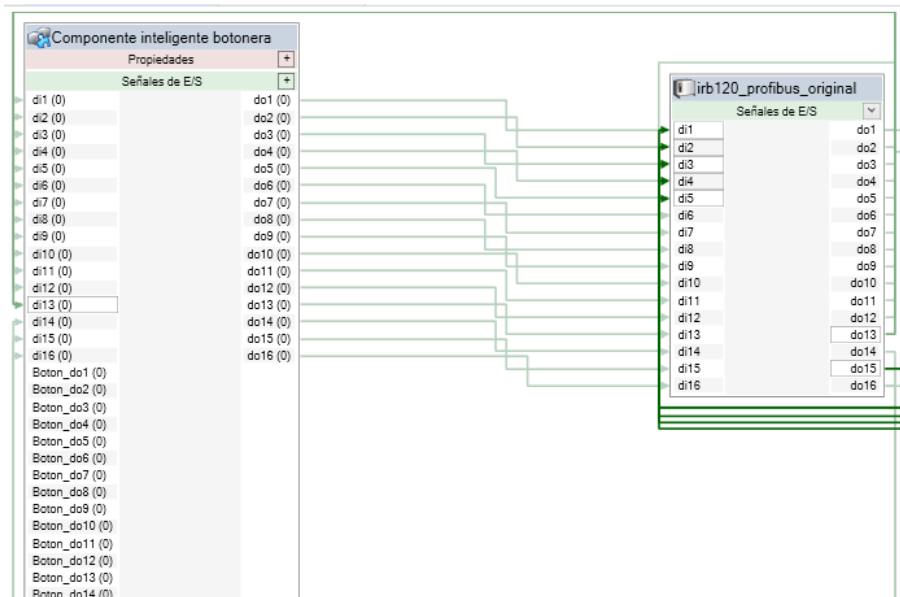 Componente inteligente botonera
Propiedades +
Señales de E/S +
di1 (0) do1 (0)
di2 (0) do2 (0)
di3 (0) do3 (0)
di4 (0) do4 (0)
di5 (0) do5 (0)
di6 (0) do6 (0)
di7 (0) do7 (0)
di8 (0) do8 (0)
di9 (0) do9 (0)
di10 (0) do10 (0)
di11 (0) do11 (0)
di12 (0) do12 (0)
di13 (0) do13 (0)
di14 (0) do14 (0)
di15 (0) do15 (0)
di16 (0) do16 (0)
Boton_do1 (0)
Boton_do2 (0)
Boton_do3 (0)
Boton_do4 (0)
Boton_do5 (0)
Boton_do6 (0)
Boton_do7 (0)
Boton_do8 (0)
Boton_do9 (0)
Boton_do10 (0)
Boton_do11 (0)
Boton_do12 (0)
Boton_do13 (0)
Boton_do14 (0)
irb120_profibus_original
Señales de E/S
di1 do1
di2 do2
di3 do3
di4 do4
di5 do5
di6 do6
di7 do7
di8 do8
di9 do9
di10 do10
di11 do11
di12 do12
di13 do13
di14 do14
di15 do15
di16 do16